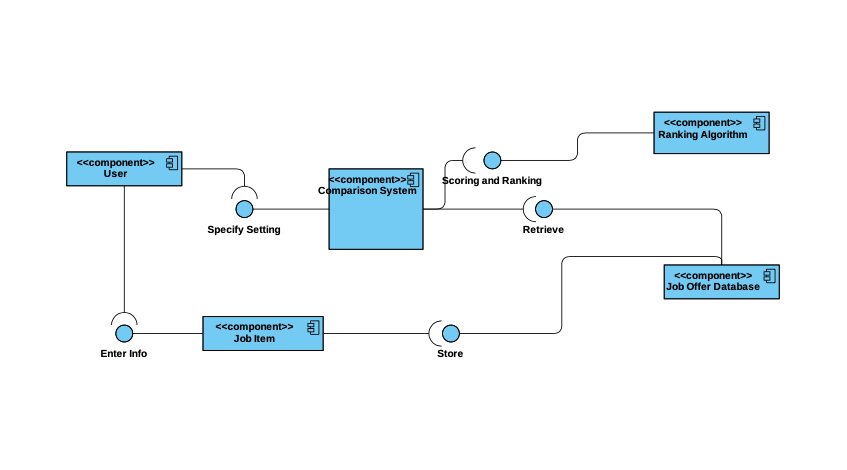 <<component>>
Ranking Algorithm
<<component>>
User
<<component>>
Comparison System
Scoring and Ranking
Specify Setting
Retrieve
<<component>>
Job Offer Database
<<component>>
Job Item
Enter Info
Store